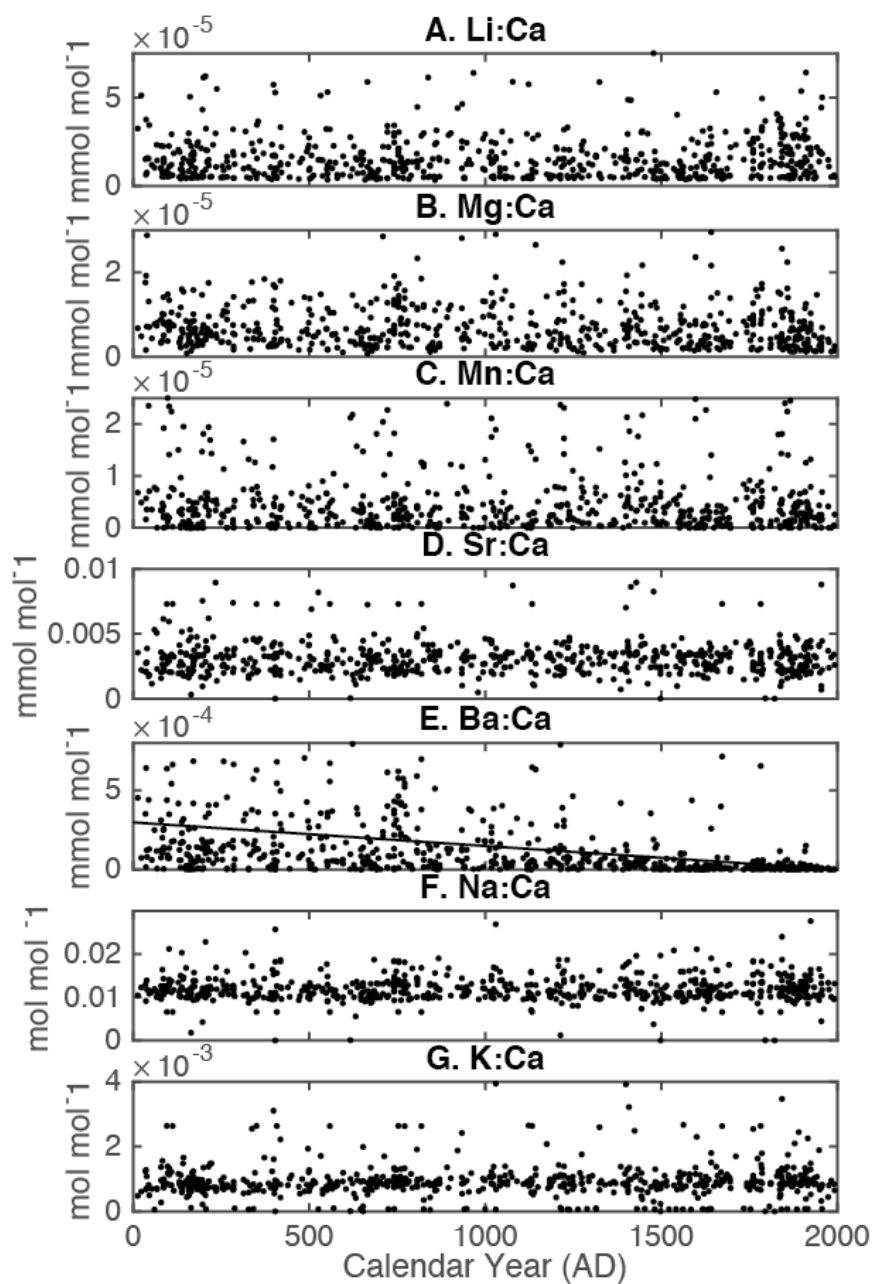 × 10⁻⁵
A. Li:Ca
5
0
mmol mol⁻1
× 10⁻⁵
B. Mg:Ca
2
0
mmol mol⁻1
× 10⁻⁵
C. Mn:Ca
2
1
0
mmol mol⁻1
D. Sr:Ca
0.01
0.005
0
mmol mol⁻1
× 10⁻⁴
E. Ba:Ca
5
0
mmol mol⁻1
F. Na:Ca
0.02
0.01
0
mol mol⁻1
× 10⁻³
G. K:Ca
4
2
0
mol mol⁻1
0 500 1000 1500 2000
Calendar Year (AD)